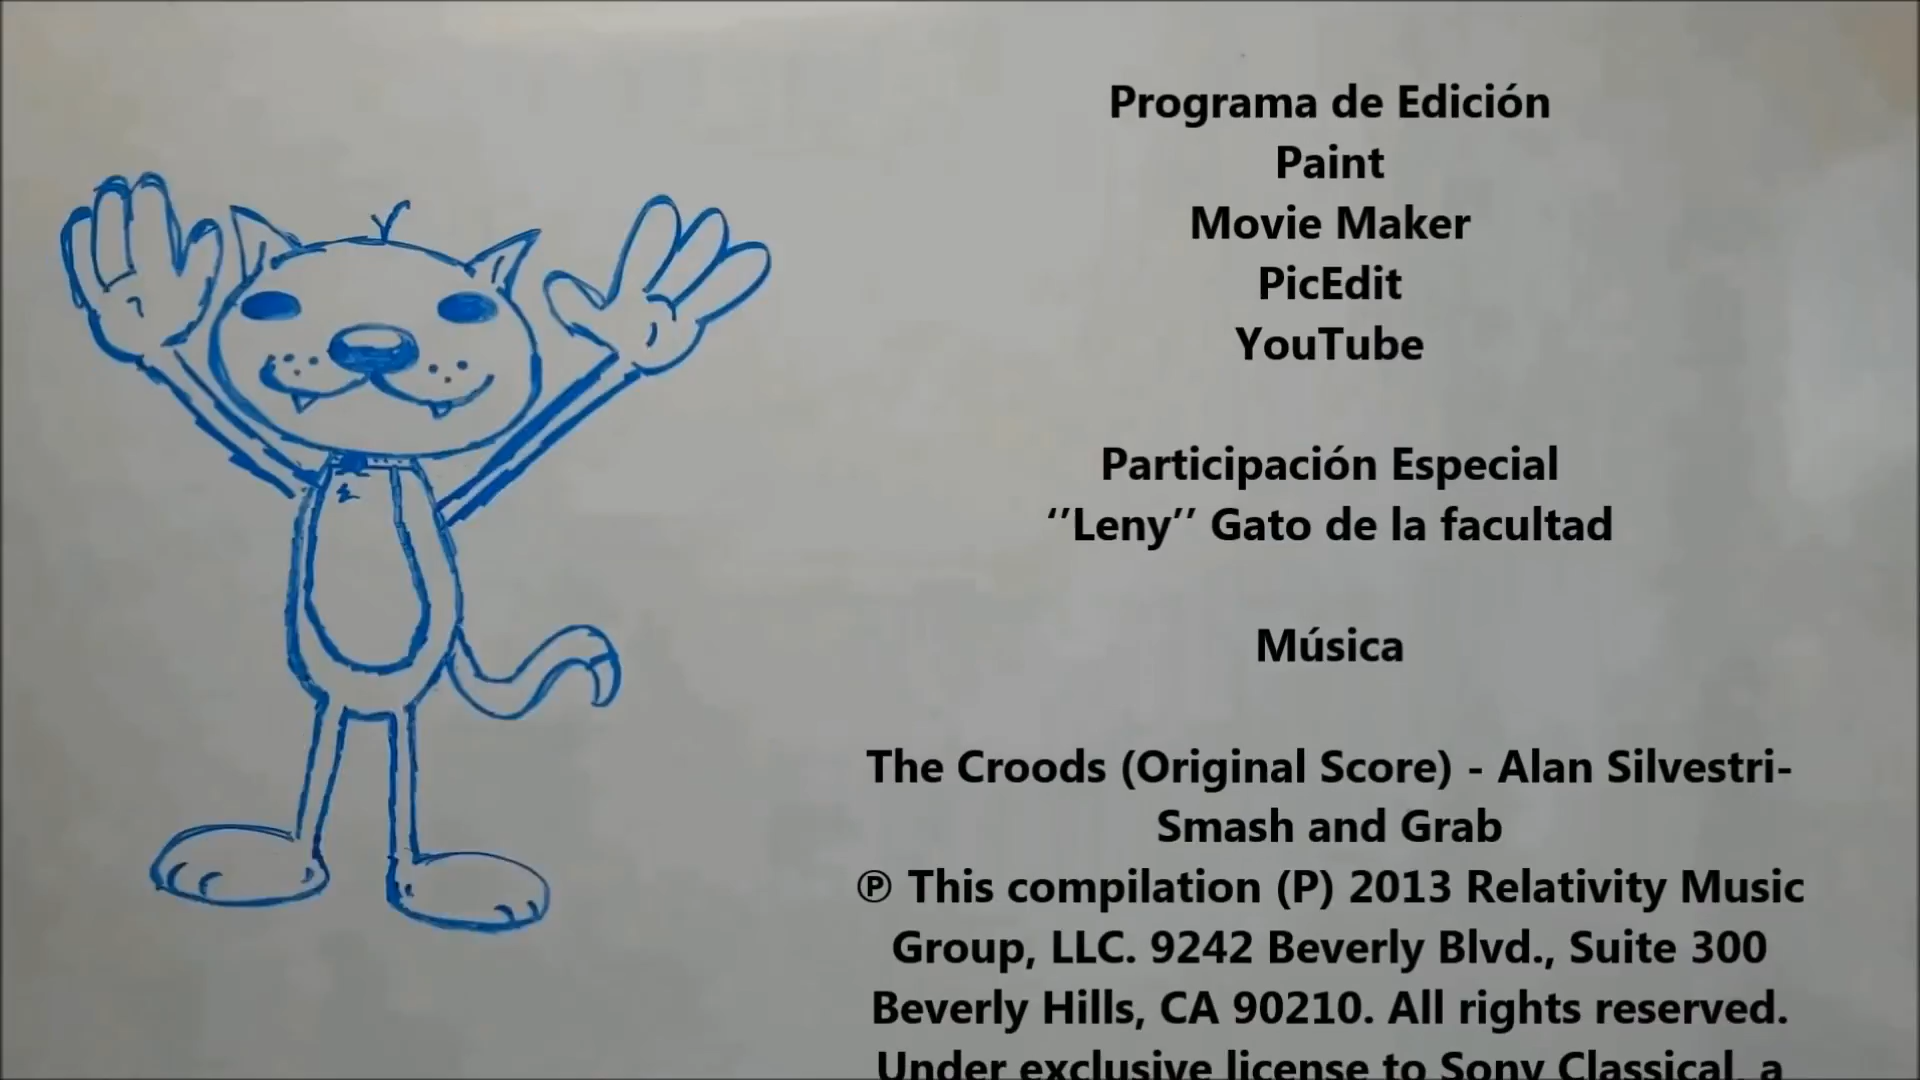 Programa de Edición
Paint
Movie Maker
PicEdit
YouTube
Participación Especial
‘’Leny’’ Gato de la facultad
Música
The Croods (Original Score) - Alan Silvestri-
Smash and Grab
℗ This compilation (P) 2013 Relativity Music
Group, LLC. 9242 Beverly Blvd., Suite 300
Beverly Hills, CA 90210. All rights reserved.
Under exclusive license to Sony Classical, a